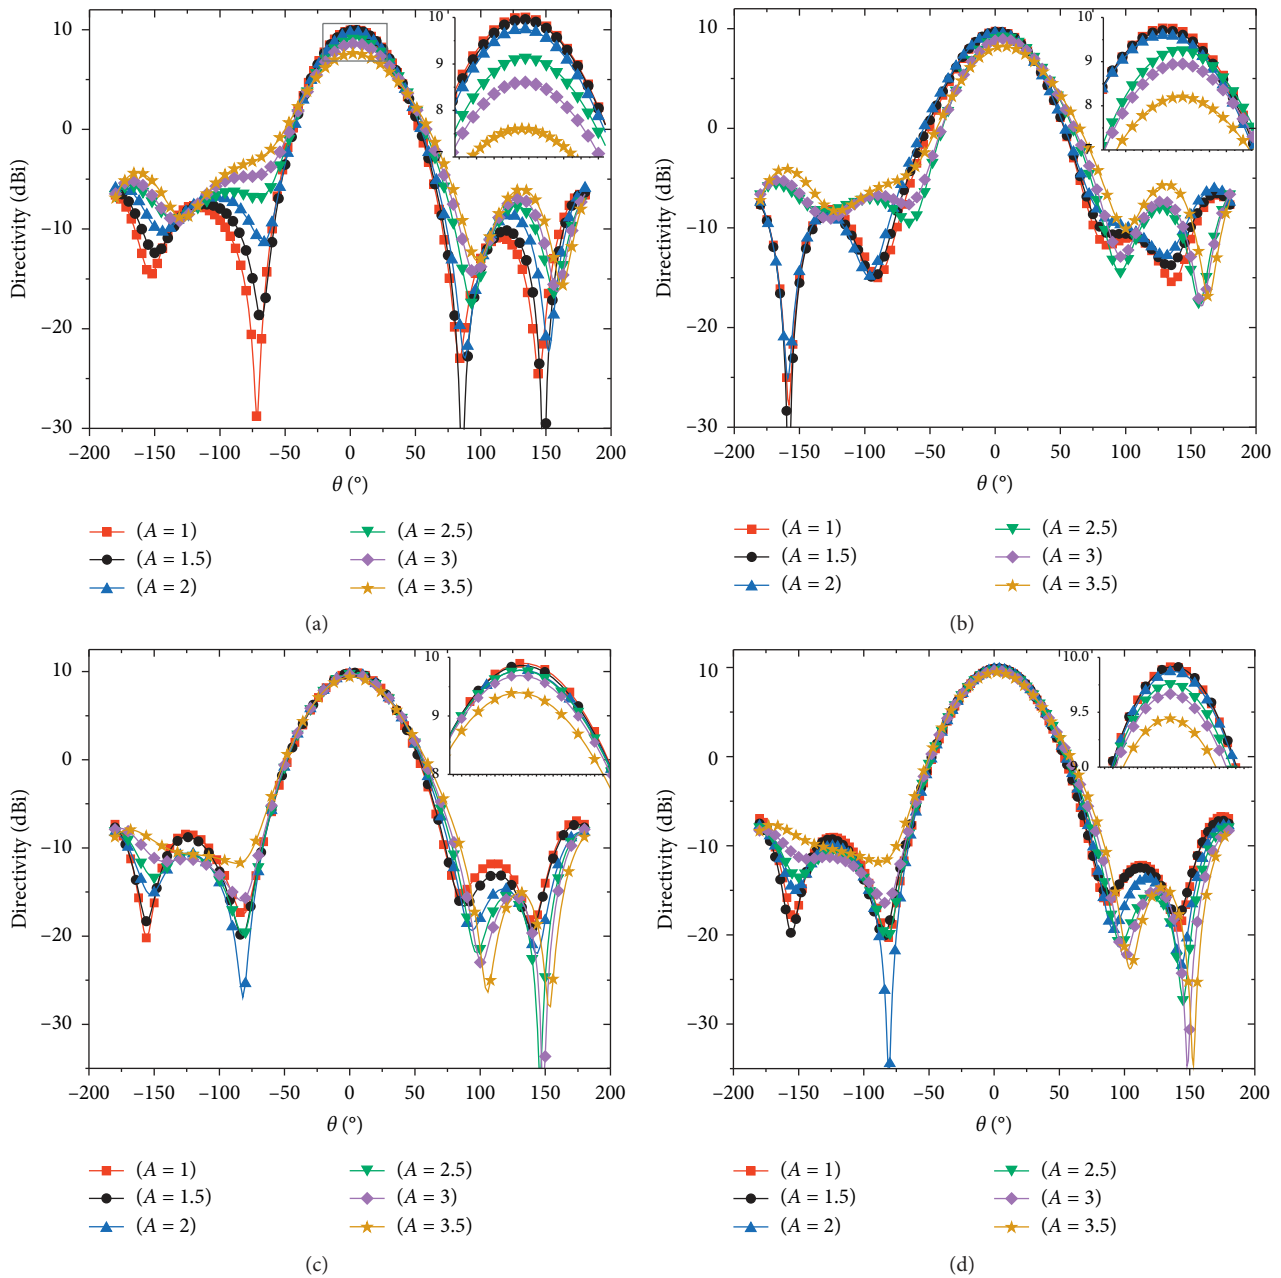 10
0
−10
−20
−30
Directivity (dBi)
10
9
8
7
−200 −150 −100 −50 0 50 100 150 200
θ (°)
(A = 1)
(A = 1.5)
(A = 2)
(A = 2.5)
(A = 3)
(A = 3.5)
(a)
10
0
−10
−20
−30
Directivity (dBi)
10
9
8
7
−200 −150 −100 −50 0 50 100 150 200
θ (°)
(A = 1)
(A = 1.5)
(A = 2)
(A = 2.5)
(A = 3)
(A = 3.5)
(b)
10
0
−10
−20
−30
Directivity (dBi)
10
9
8
−200 −150 −100 −50 0 50 100 150 200
θ (°)
(A = 1)
(A = 1.5)
(A = 2)
(A = 2.5)
(A = 3)
(A = 3.5)
(c)
10
0
−10
−20
−30
Directivity (dBi)
10.0
9.5
9.0
−200 −150 −100 −50 0 50 100 150 200
θ (°)
(A = 1)
(A = 1.5)
(A = 2)
(A = 2.5)
(A = 3)
(A = 3.5)
(d)